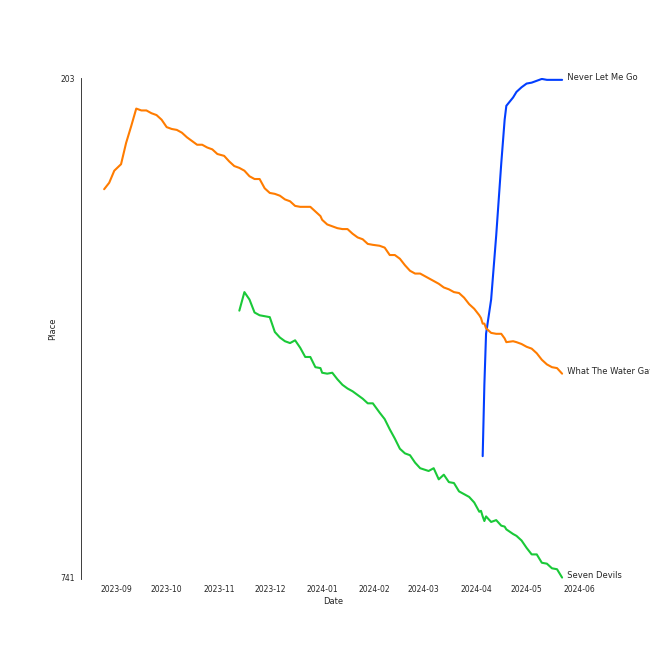 203
Never Let Me Go
Place
What The Water Ga
Seven Devils
741
2023-09 2023-10 2023-11 2023-12 2024-01 2024-02 2024-03 2024-04 2024-05 2024-06
Date